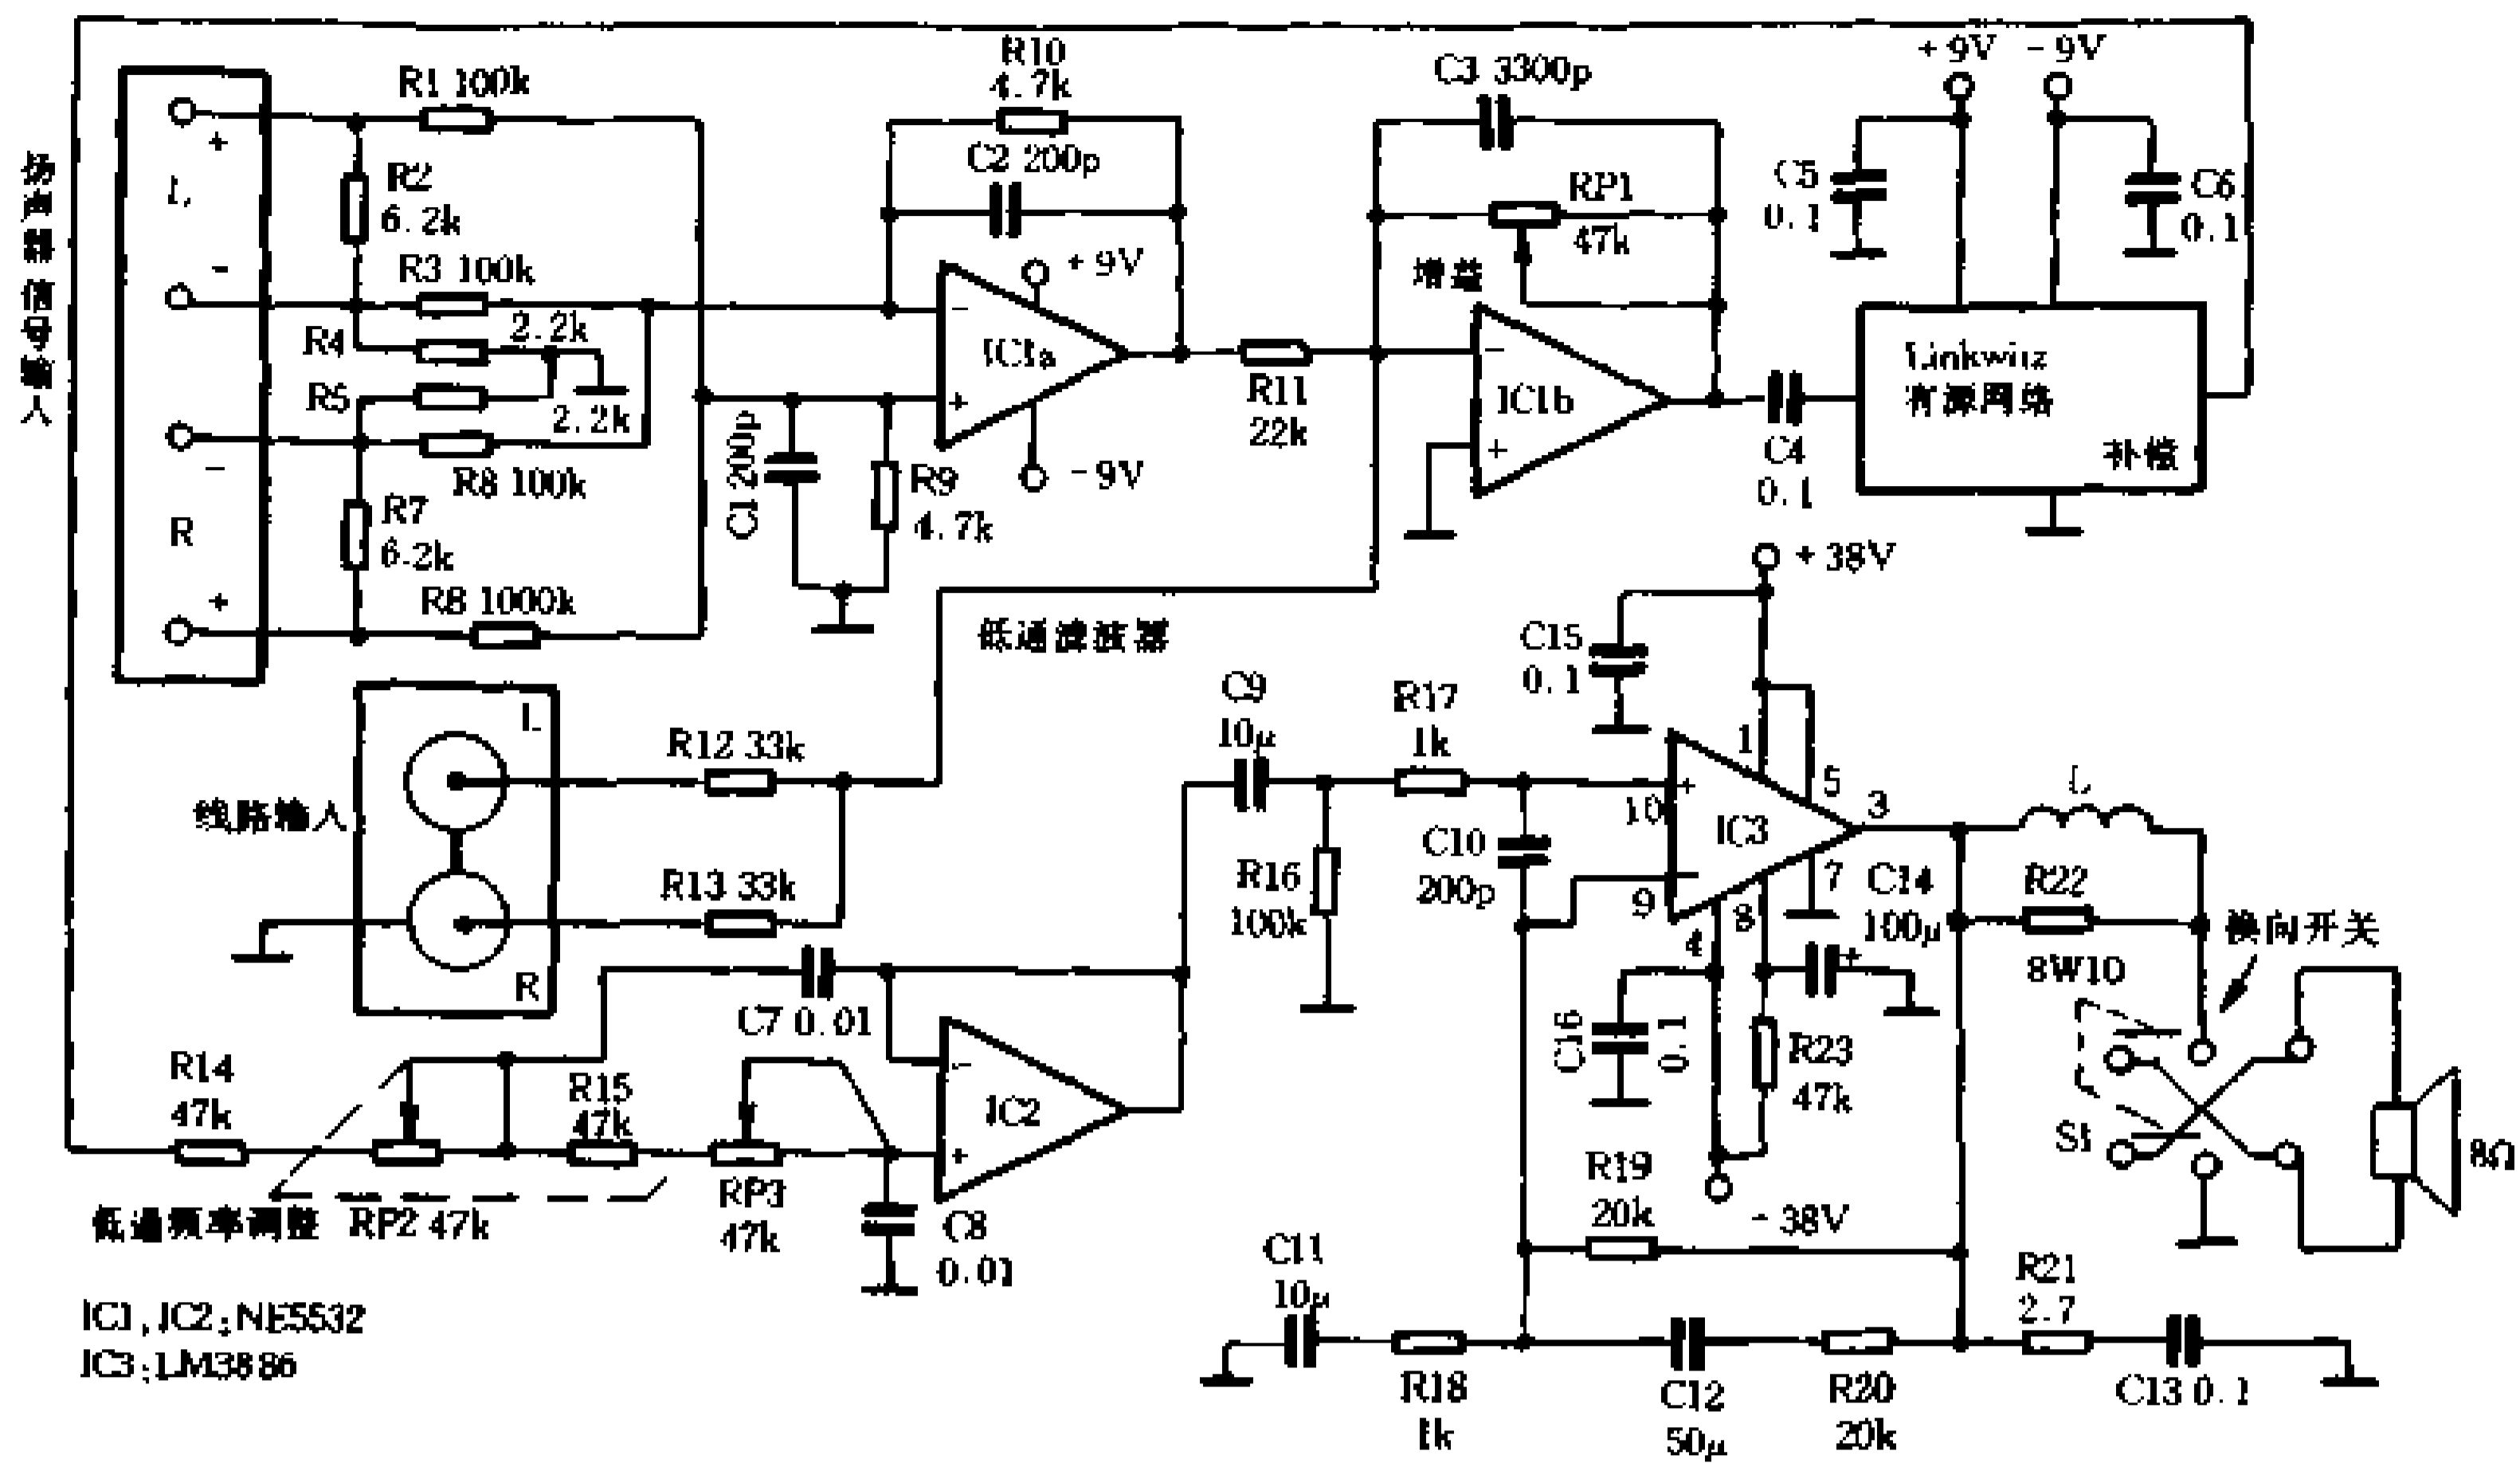 +9V -9V
R10
4.7k
C3 3300p
R1 100k
+
L
-
R2
6.2k
C2 200p
RP1
47k
C5
0.1
C6
0.1
扬声器信号输入
R3 100k
+9V
增益
R4
2.2k
-
IC1a
+
-
IC1b
+
Linkwitz
有源网络
补偿
R5
2.2k
R11
22k
C4
0.1
-
R
+
R8 100k
C1 200p
R9
4.7k
-9V
R7
6.2k
R8 1000k
低通滤波器
+38V
C15
0.1
L
R12 33k
C9
10μ
R17
1k
1
5
3
L
线路输入
10
+
IC3
-
9
4
8
7
R13 33k
R16
100k
C10
200p
C14
100μ
+
R22
8W10
换向开关
R
C7 0.01
C16
0.1
R23
47k
R14
47k
R15
47k
-
IC2
+
S1
8Ω
低通频率调整
RP2 47k
RP3
47k
C8
0.01
R19
20k
-38V
C11
10μ
R21
2.7
IC1,IC2:NE5532
IC3:LM3886
R18
1k
C12
50μ
R20
20k
C13 0.1